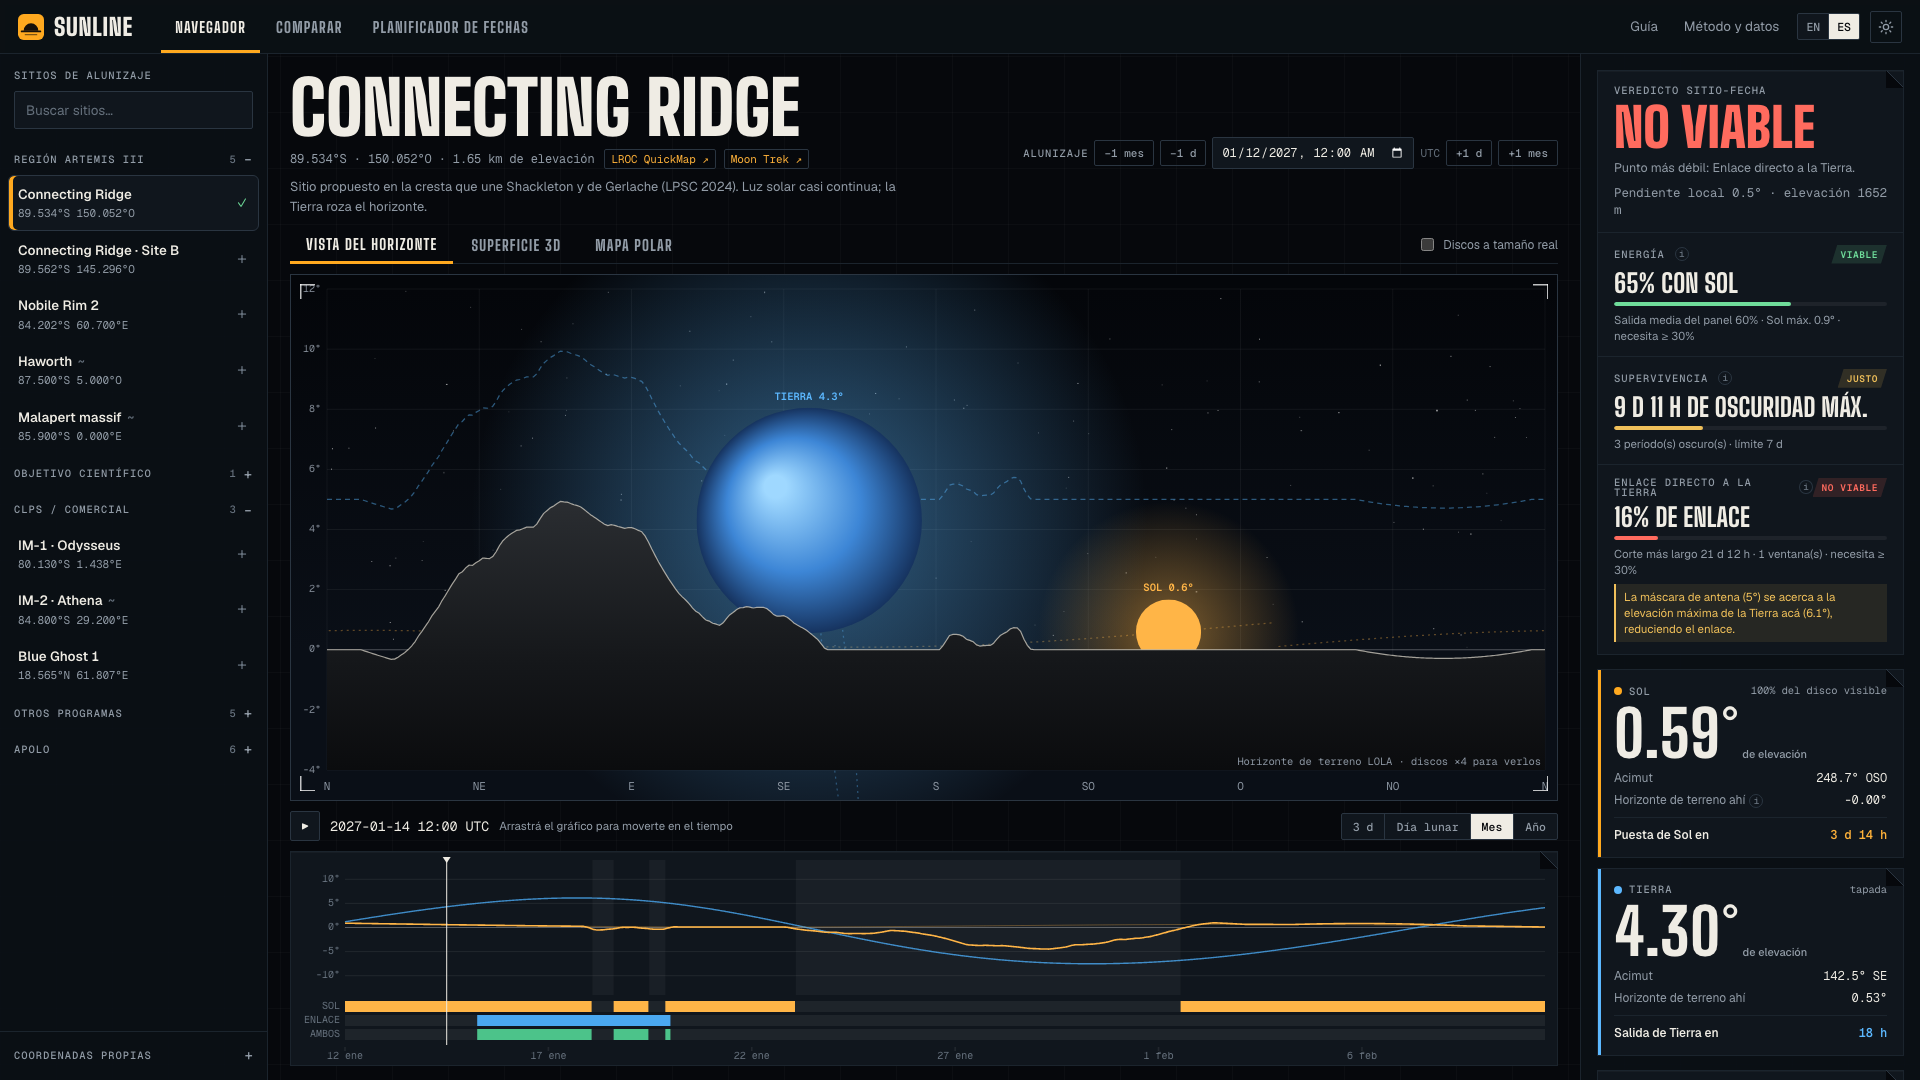 SUNLINE
NAVEGADOR
COMPARAR
PLANIFICADOR DE FECHAS
Guía
Método y datos
EN
ES
SITIOS DE ALUNIZAJE
Buscar sitios…
REGIÓN ARTEMIS III 5 −
Connecting Ridge
89.534°S 150.052°O
✓
Connecting Ridge · Site B
89.562°S 145.296°O
+
Nobile Rim 2
84.202°S 60.700°E
+
Haworth ~
87.500°S 5.000°O
+
Malapert massif ~
85.900°S 0.000°E
+
OBJETIVO CIENTÍFICO 1 +
CLPS / COMERCIAL 3 −
IM-1 · Odysseus
80.130°S 1.438°E
+
IM-2 · Athena ~
84.800°S 29.200°E
+
Blue Ghost 1
18.565°N 61.807°E
+
OTROS PROGRAMAS 5 +
APOLO 6 +
COORDENADAS PROPIAS +
CONNECTING RIDGE
89.534°S · 150.052°O · 1.65 km de elevación
LROC QuickMap ↗
Moon Trek ↗
Sitio propuesto en la cresta que une Shackleton y de Gerlache (LPSC 2024). Luz solar casi continua; la
Tierra roza el horizonte.
ALUNIZAJE
−1 mes
−1 d
01/12/2027, 12:00 AM
UTC
+1 d
+1 mes
VISTA DEL HORIZONTE
SUPERFICIE 3D
MAPA POLAR
Discos a tamaño real
12°
10°
8°
6°
4°
2°
0°
-2°
-4°
TIERRA 4.3°
SOL 0.6°
Horizonte de terreno LOLA · discos ×4 para verlos
N NE E SE S SO O NO N
▶
2027-01-14 12:00 UTC
Arrastrá el gráfico para moverte en el tiempo
3 d
Día lunar
Mes
Año
10°
5°
0°
-5°
-10°
SOL
ENLACE
AMBOS
12 ene 17 ene 22 ene 27 ene 1 feb 6 feb
VEREDICTO SITIO-FECHA
NO VIABLE
Punto más débil: Enlace directo a la Tierra.
Pendiente local 0.5° · elevación 1652
m
ENERGÍA i
VIABLE
65% CON SOL
Salida media del panel 60% · Sol máx. 0.9° ·
necesita ≥ 30%
SUPERVIVENCIA i
JUSTO
9 D 11 H DE OSCURIDAD MÁX.
3 período(s) oscuro(s) · límite 7 d
ENLACE DIRECTO A LA
TIERRA
i
NO VIABLE
16% DE ENLACE
Corte más largo 21 d 12 h · 1 ventana(s) · necesita ≥
30%
La máscara de antena (5°) se acerca a la
elevación máxima de la Tierra acá (6.1°),
reduciendo el enlace.
SOL
100% del disco visible
0.59° de elevación
Acimut 248.7° OSO
Horizonte de terreno ahí i -0.00°
Puesta de Sol en 3 d 14 h
TIERRA
tapada
4.30° de elevación
Acimut 142.5° SE
Horizonte de terreno ahí 0.53°
Salida de Tierra en 18 h